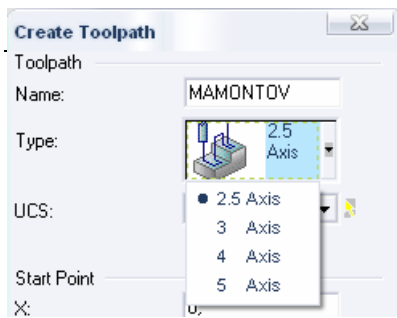 Create Toolpath
Toolpath
Name: MAMONTOV
Type: 2.5 Axis
UCS:
2.5 Axis
3 Axis
4 Axis
5 Axis
Start Point
X: 0,